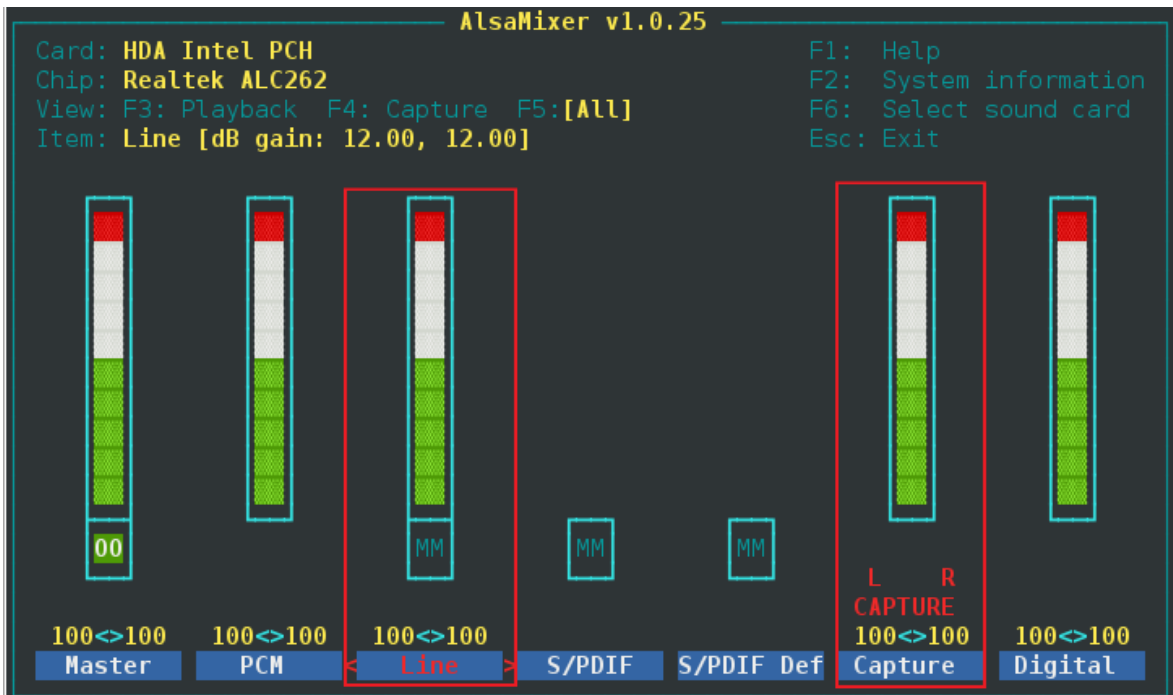 AlsaMixer v1.0.25
Card: HDA Intel PCH F1: Help
Chip: Realtek ALC262 F2: System information
View: F3: Playback F4: Capture F5:[All] F6: Select sound card
Item: Line [dB gain: 12.00, 12.00] Esc: Exit
00 MM MM MM
L R
CAPTURE
100<>100 100<>100 100<>100 100<>100 100<>100
Master PCM < Line > S/PDIF S/PDIF Def Capture Digital